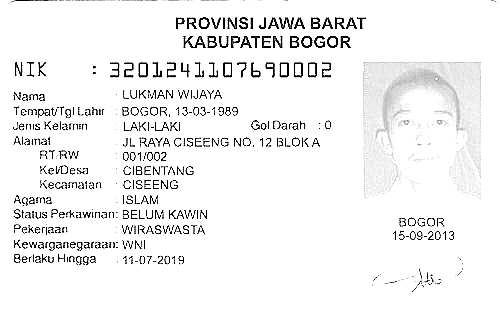 PROVINSI JAWA BARAT
KABUPATEN BOGOR
NIK : 3201241107690002
Nama : LUKMAN WIJAYA
Tempat/Tgl Lahir : BOGOR, 13-03-1989
Jenis Kelamin : LAKI-LAKI Gol Darah : O
Alamat : JL RAYA CISEENG NO. 12 BLOK A
RT/RW : 001/002
Kel/Desa : CIBENTANG
Kecamatan : CISEENG
Agama : ISLAM
Status Perkawinan: BELUM KAWIN
Pekerjaan : WIRASWASTA
Kewarganegaraan: WNI
Berlaku Hingga : 11-07-2019
BOGOR
15-09-2013